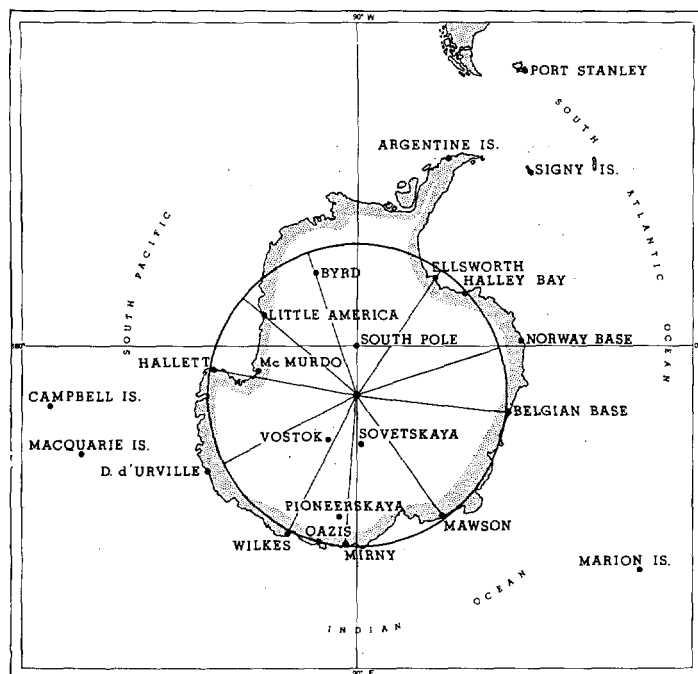 90° W
PORT STANLEY
SOUTH ATLANTIC OCEAN
ARGENTINE IS.
SIGNY IS.
SOUTH PACIFIC
BYRD
ELLSWORTH
HALLEY BAY
LITTLE AMERICA
180°
SOUTH POLE
NORWAY BASE
HALLETT
Mc MURDO
CAMPBELL IS.
BELGIAN BASE
VOSTOK
SOVETSKAYA
MACQUARIE IS.
D. d'URVILLE
PIONEERSKAYA
MAWSON
OAZIS
WILKES
MIRNY
MARION IS.
INDIAN OCEAN
90° E